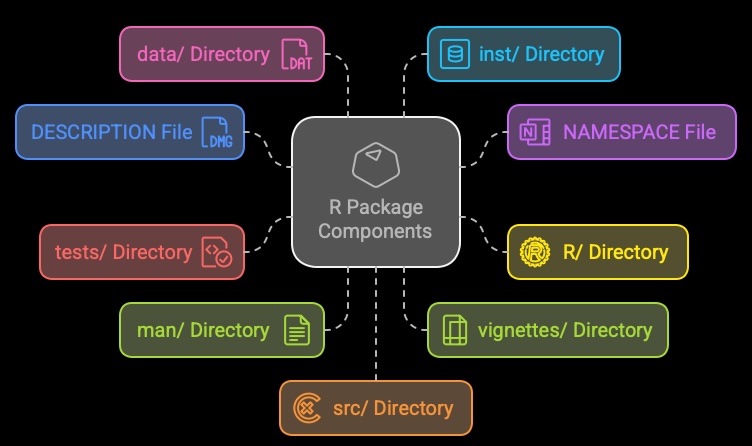 data/ Directory
DAT
inst/ Directory
DESCRIPTION File
DMG
N
NAMESPACE File
R Package
Components
tests/ Directory
R
R/ Directory
man/ Directory
vignettes/ Directory
src/ Directory